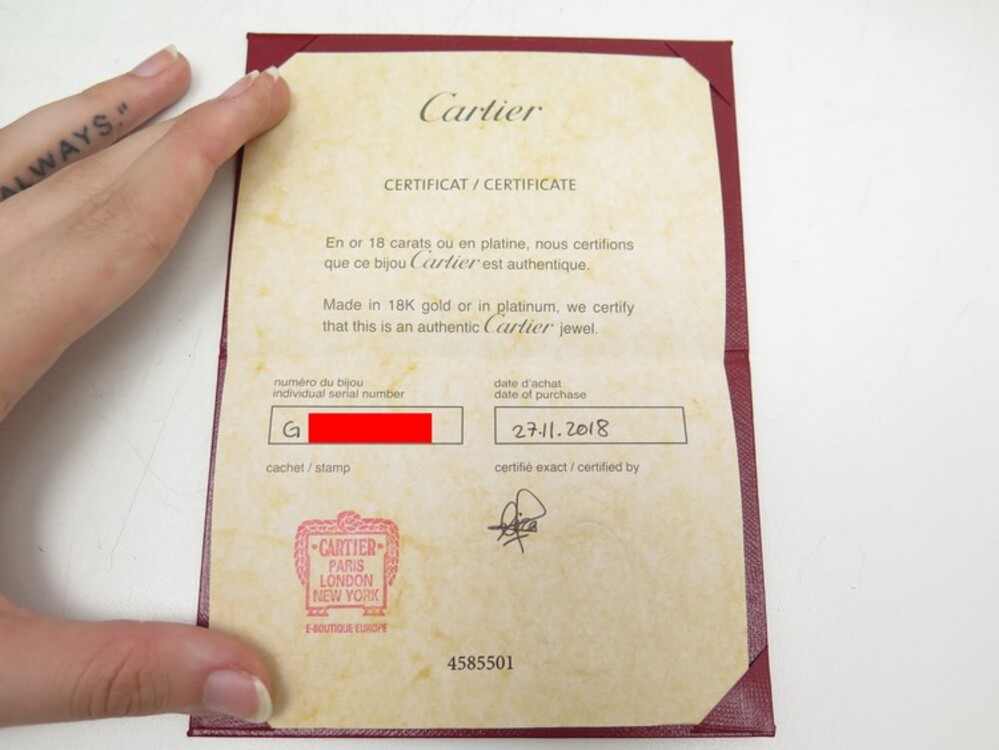 ALWAYS."
Cartier
CERTIFICAT / CERTIFICATE
En or 18 carats ou en platine, nous certifions
que ce bijou Cartier est authentique.
Made in 18K gold or in platinum, we certify
that this is an authentic Cartier jewel.
numéro du bijou
individual serial number
date d'achat
date of purchase
G
27.11.2018
cachet / stamp
certifié exact / certified by
CARTIER
PARIS
LONDON
NEW YORK
E-BOUTIQUE EUROPE
4585501